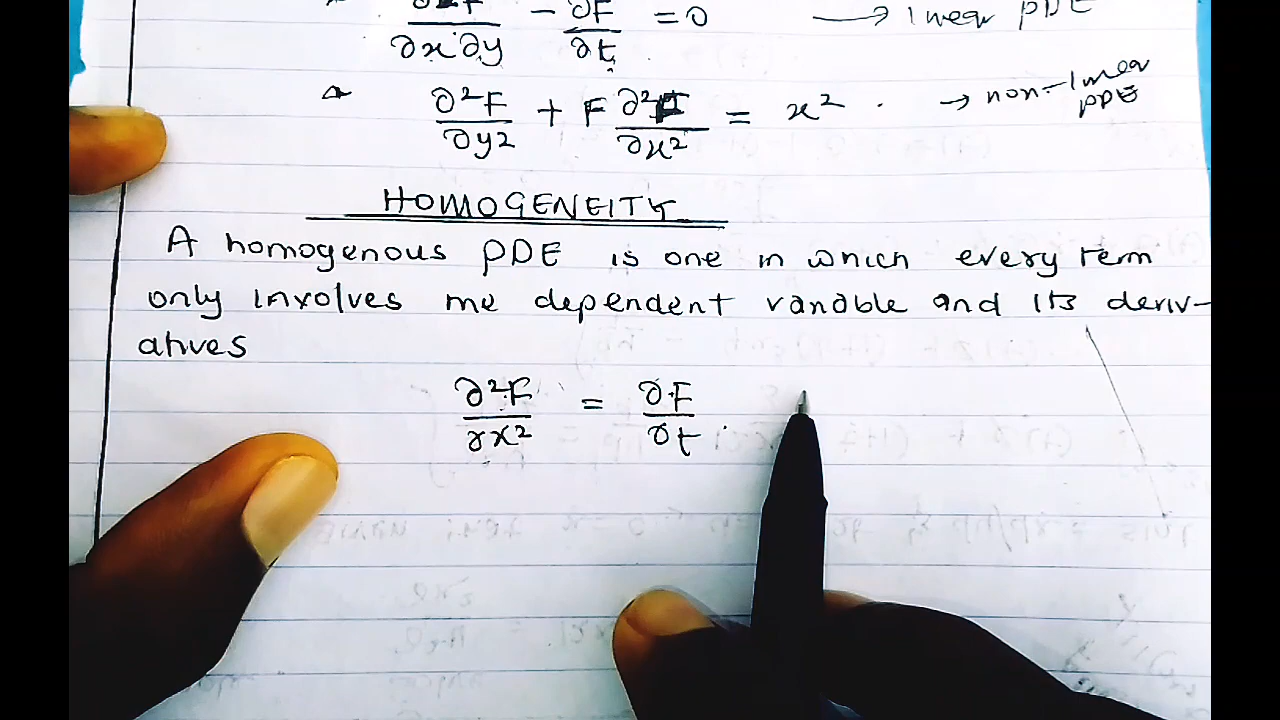 ∂x∂y − ∂F/∂t = 0 → linear PDE
∂²F/∂y2 + F ∂²F/∂x² = x² . → non-linear PDE
HOMOGENEITY
A homogenous PDE is one in which every term
only involves the dependent variable and its deriv-
atives
∂²F/∂x² = ∂F/∂t .